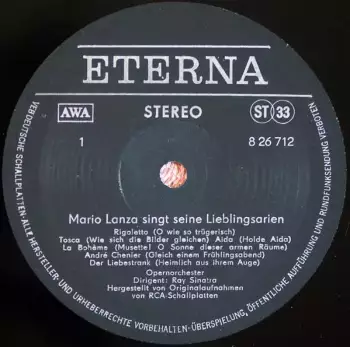 ETERNA
AWA
STEREO
ST 33
1
8 26 712
Mario Lanza singt seine Lieblingsarien
Rigoletto (O wie so trügerisch)
Tosca (Wie sich die Bilder gleichen) Aida (Holde Aida)
La Bohème (Musette! O Sonne dieser armen Räume)
André Chenier (Gleich einem Frühlingsabend)
Der Liebestrank (Heimlich aus ihrem Auge)
Opernorchester
Dirigent: Ray Sinatra
Hergestellt von Originalaufnahmen
von RCA-Schallplatten
VEB DEUTSCHE SCHALLPLATTEN-ALLE HERSTELLER- UND URHEBERRECHTE VORBEHALTEN-ÜBERSPIELUNG, ÖFFENTLICHE AUFFÜHRUNG UND RUNDFUNKSENDUNG VERBOTEN